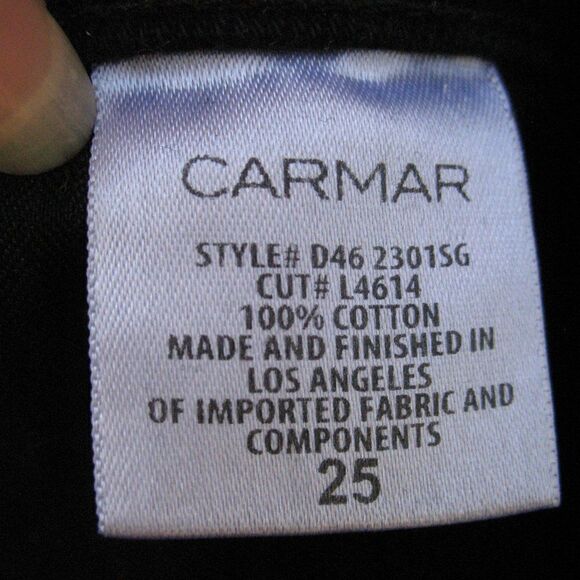 CARMAR
STYLE# D46 2301SG
CUT# L4614
100% COTTON
MADE AND FINISHED IN
LOS ANGELES
OF IMPORTED FABRIC AND
COMPONENTS
25